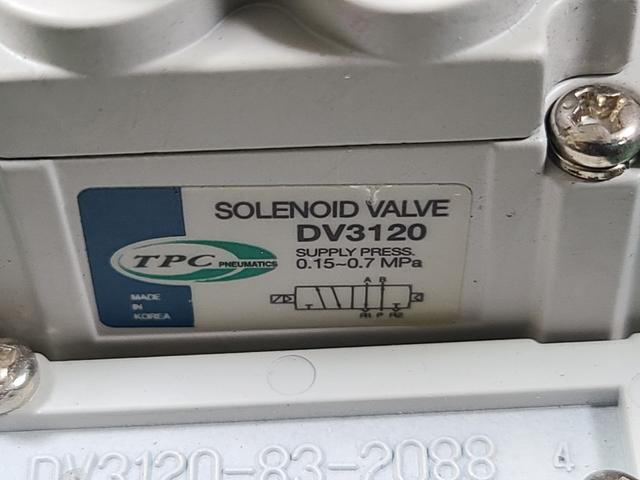 SOLENOID VALVE
DV3120
SUPPLY PRESS.
0.15~0.7 MPa
TPC PNEUMATICS
MADE
IN
KOREA
A B
R1 P R2
DV3120-83-2088 4